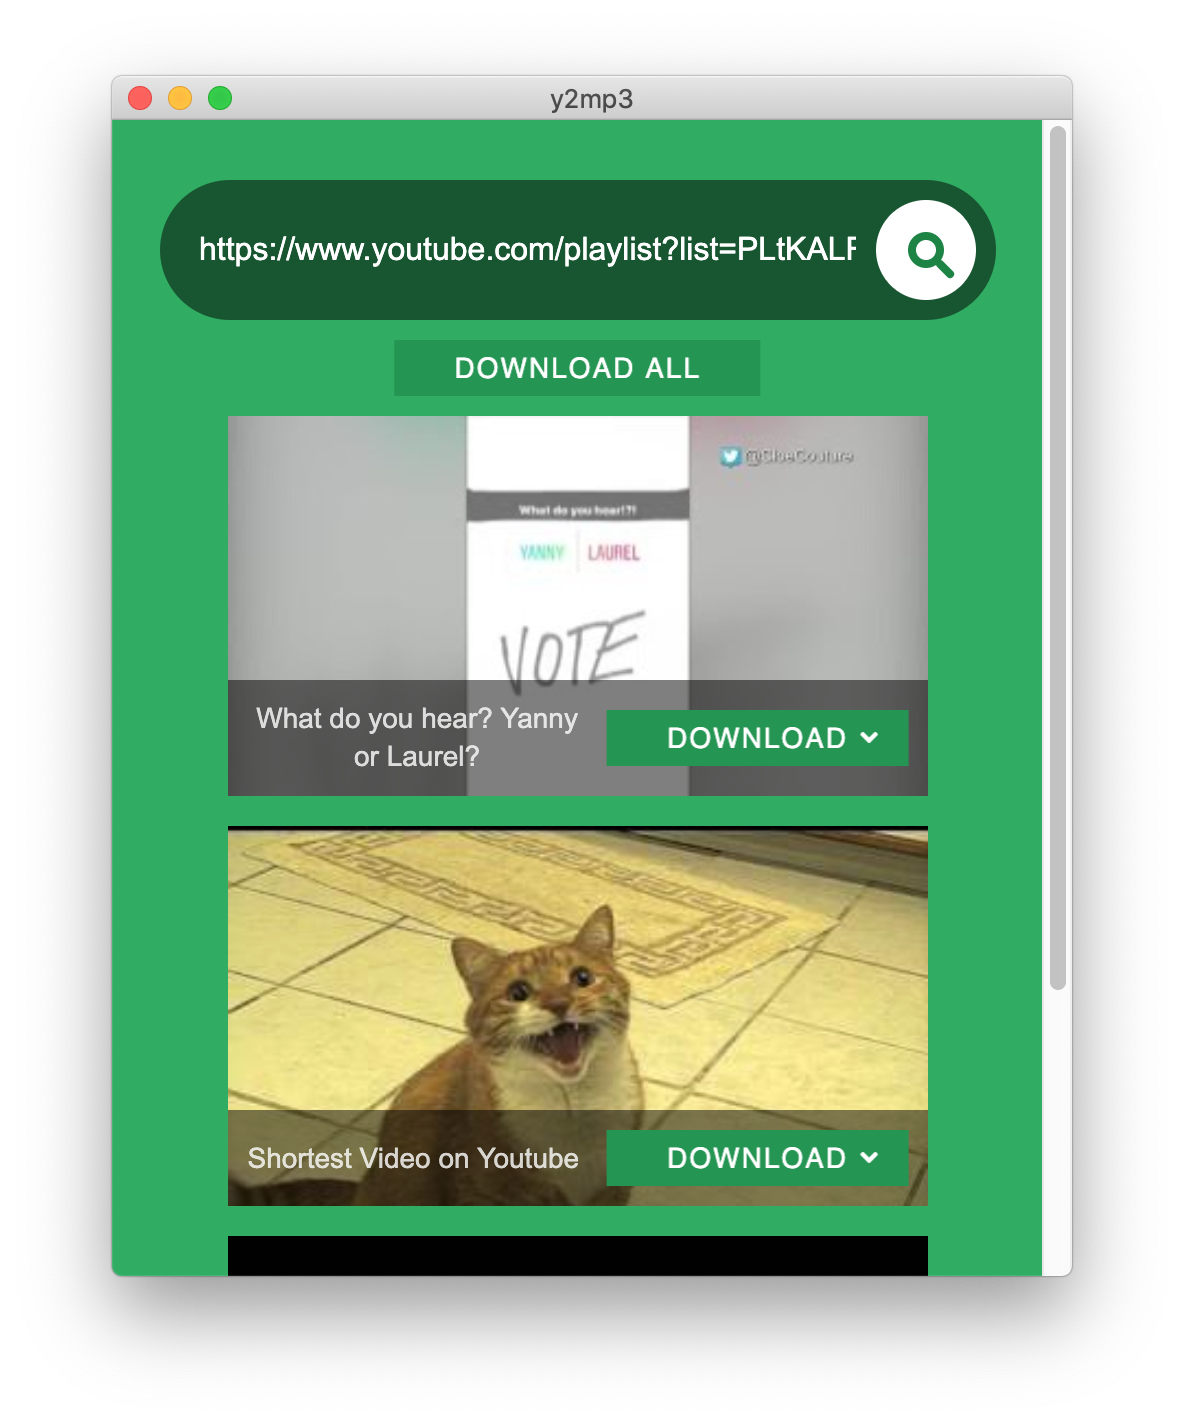 y2mp3
https://www.youtube.com/playlist?list=PLtKALF
DOWNLOAD ALL
@ClueCouture
What do you hear!?!
YANNY LAUREL
VOTE
What do you hear? Yanny
or Laurel?
DOWNLOAD
Shortest Video on Youtube
DOWNLOAD